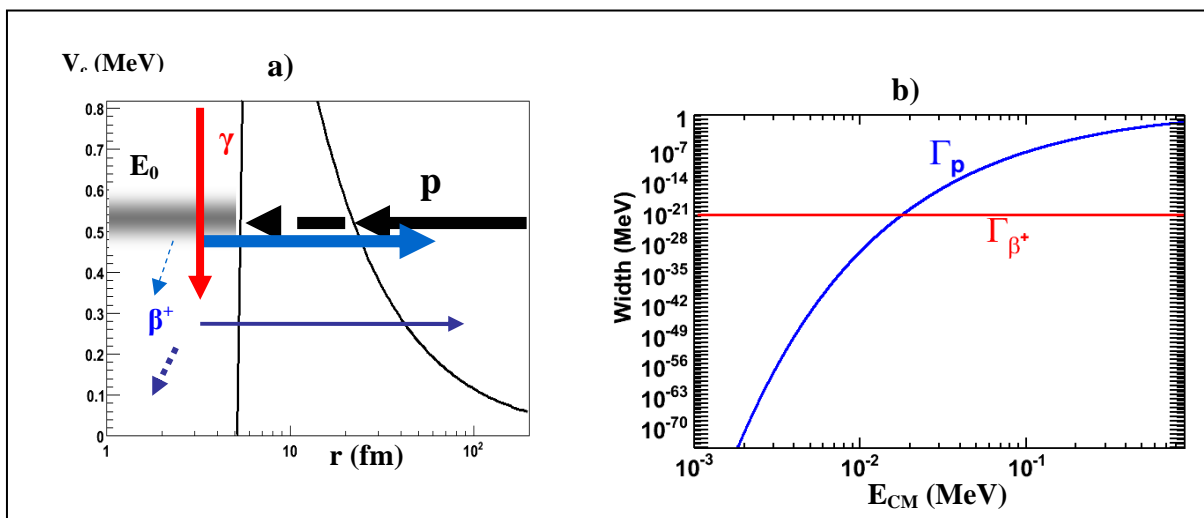 a)
V_c (MeV)
0.8
0.7
0.6
0.5
0.4
0.3
0.2
0.1
0
E₀
γ
p
β⁺
1
10
10²
r (fm)
b)
Width (MeV)
1
10⁻⁷
10⁻¹⁴
10⁻²¹
10⁻²⁸
10⁻³⁵
10⁻⁴²
10⁻⁴⁹
10⁻⁵⁶
10⁻⁶³
10⁻⁷⁰
Γp
Γβ⁺
10⁻³
10⁻²
10⁻¹
E_CM (MeV)